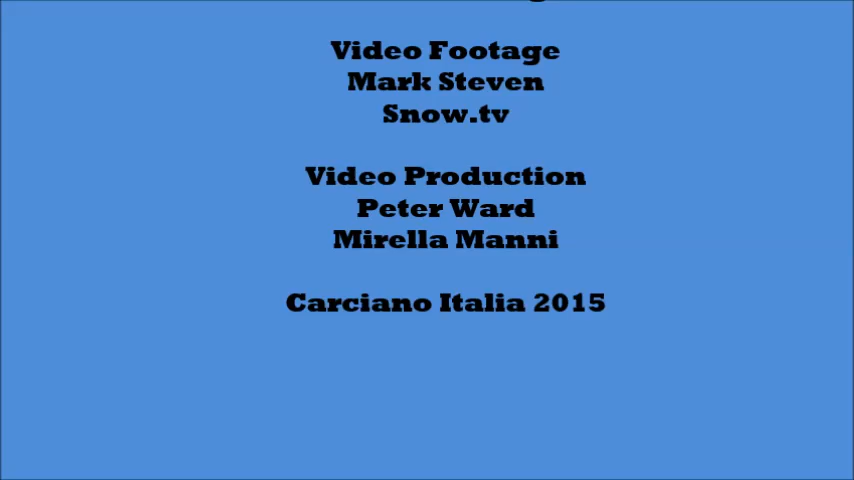 Video Footage
Mark Steven
Snow.tv
Video Production
Peter Ward
Mirella Manni
Carciano Italia 2015